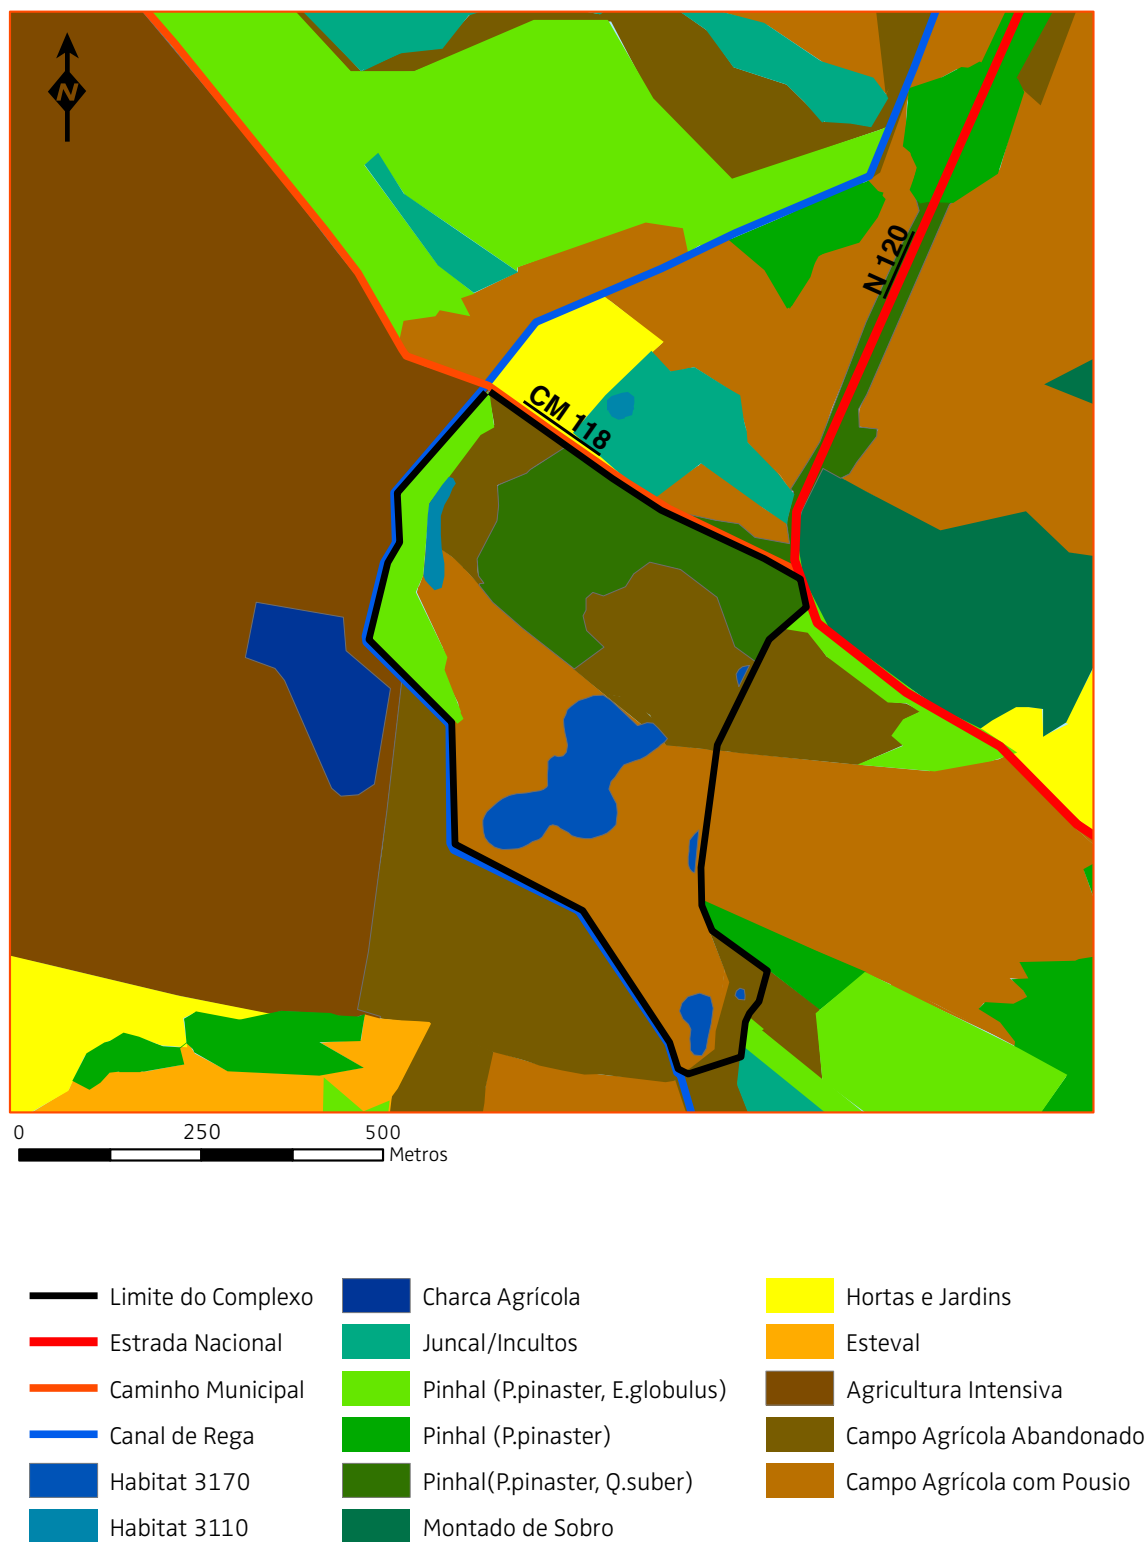 N
N 120
CM 118
0 250 500
Metros
Limite do Complexo
Estrada Nacional
Caminho Municipal
Canal de Rega
Habitat 3170
Habitat 3110
Charca Agrícola
Juncal/Incultos
Pinhal (P.pinaster, E.globulus)
Pinhal (P.pinaster)
Pinhal(P.pinaster, Q.suber)
Montado de Sobro
Hortas e Jardins
Esteval
Agricultura Intensiva
Campo Agrícola Abandonado
Campo Agrícola com Pousio